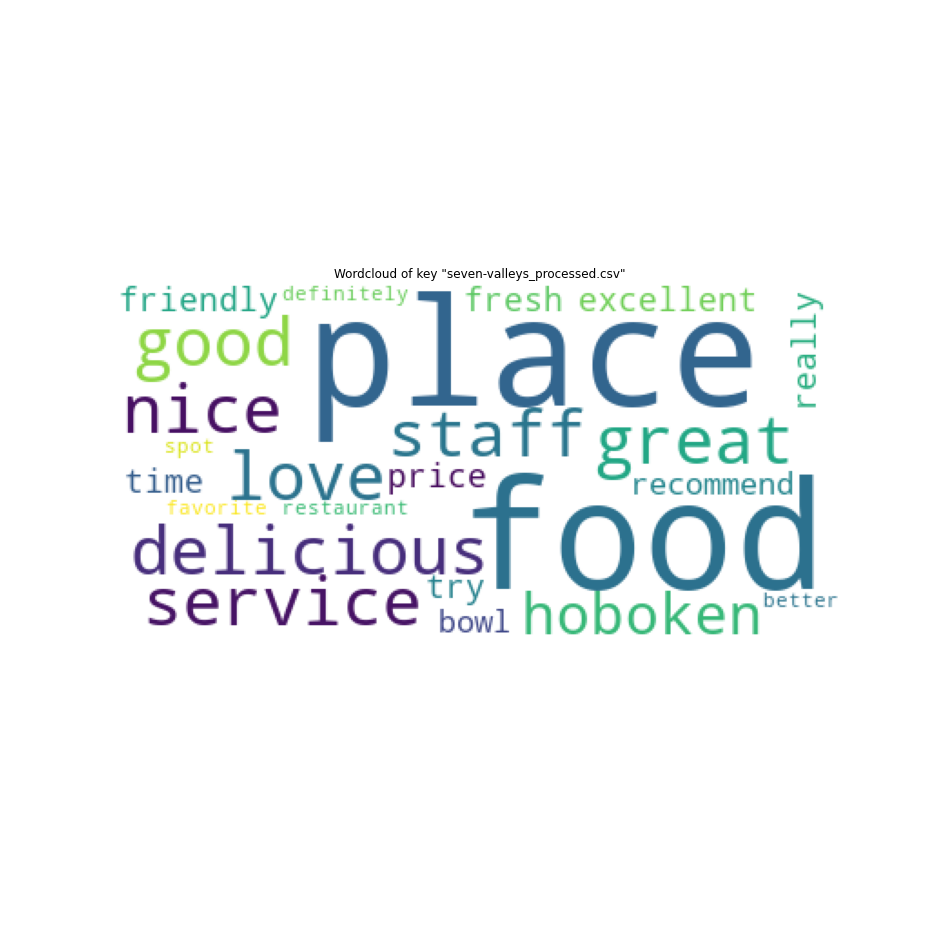 Wordcloud of key "seven-valleys_processed.csv"
friendly
definitely
fresh
excellent
good
place
really
nice
staff
great
spot
love
price
time
recommend
favorite
restaurant
food
delicious
service
try
bowl
hoboken
better